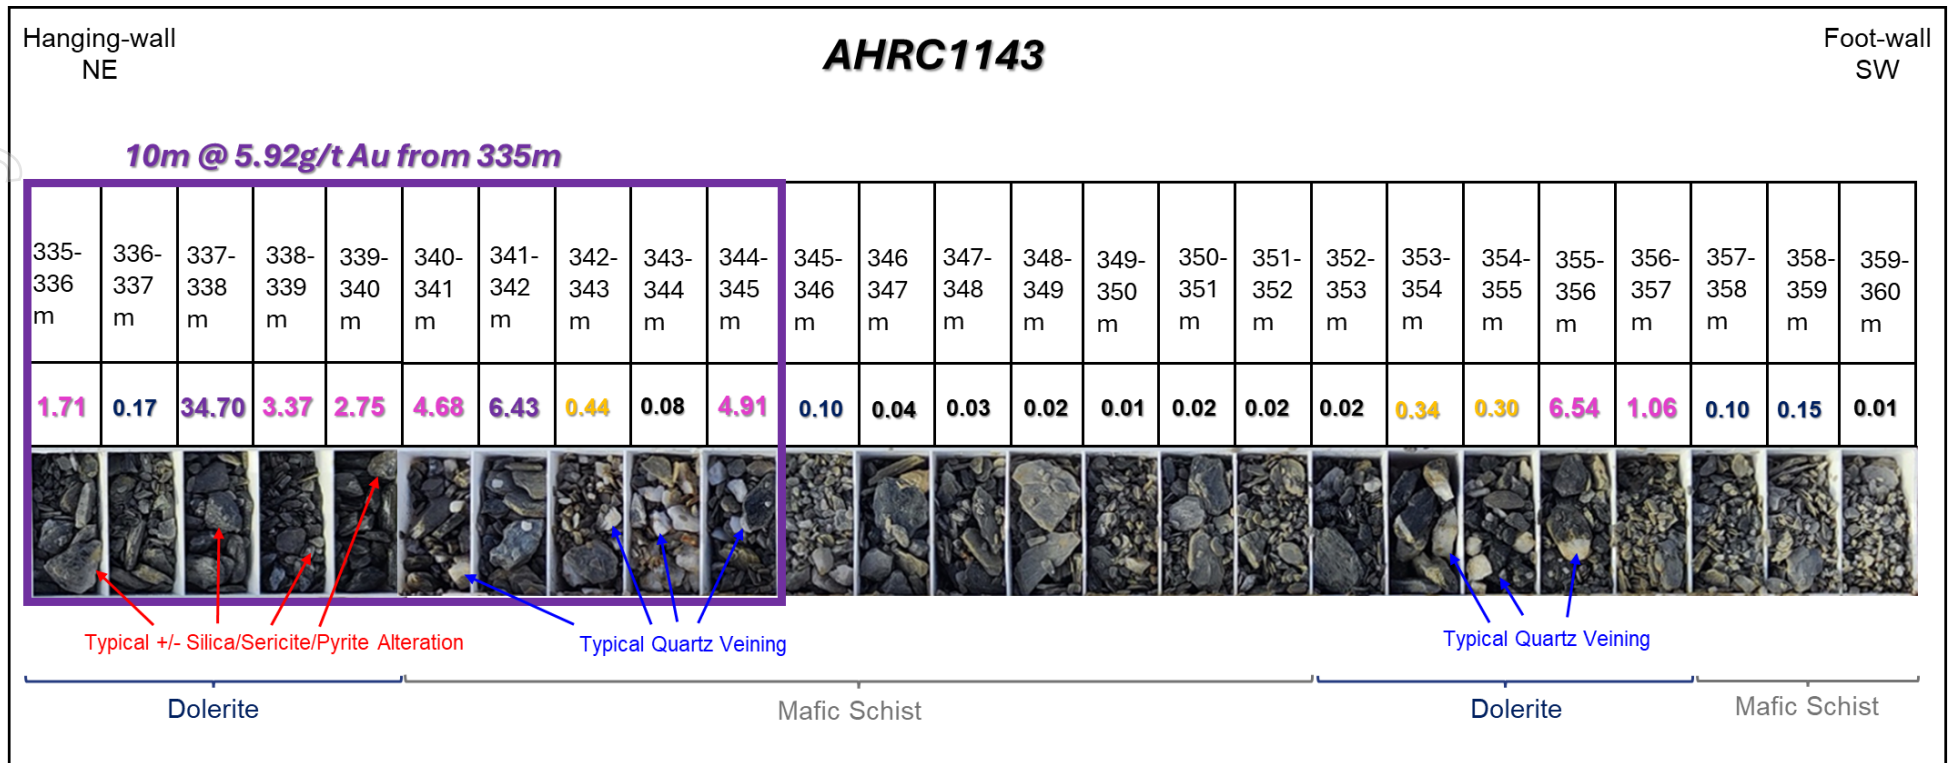 Hanging-wall
NE
AHRC1143
Foot-wall
SW
10m @ 5.92g/t Au from 335m
335-
336
m
336-
337
m
337-
338
m
338-
339
m
339-
340
m
340-
341
m
341-
342
m
342-
343
m
343-
344
m
344-
345
m
345-
346
m
346
347
m
347-
348
m
348-
349
m
349-
350
m
350-
351
m
351-
352
m
352-
353
m
353-
354
m
354-
355
m
355-
356
m
356-
357
m
357-
358
m
358-
359
m
359-
360
m
1.71 0.17 34.70 3.37 2.75 4.68 6.43 0.44 0.08 4.91 0.10 0.04 0.03 0.02 0.01 0.02 0.02 0.02 0.34 0.30 6.54 1.06 0.10 0.15 0.01
Typical +/- Silica/Sericite/Pyrite Alteration
Typical Quartz Veining
Typical Quartz Veining
Dolerite
Mafic Schist
Dolerite
Mafic Schist